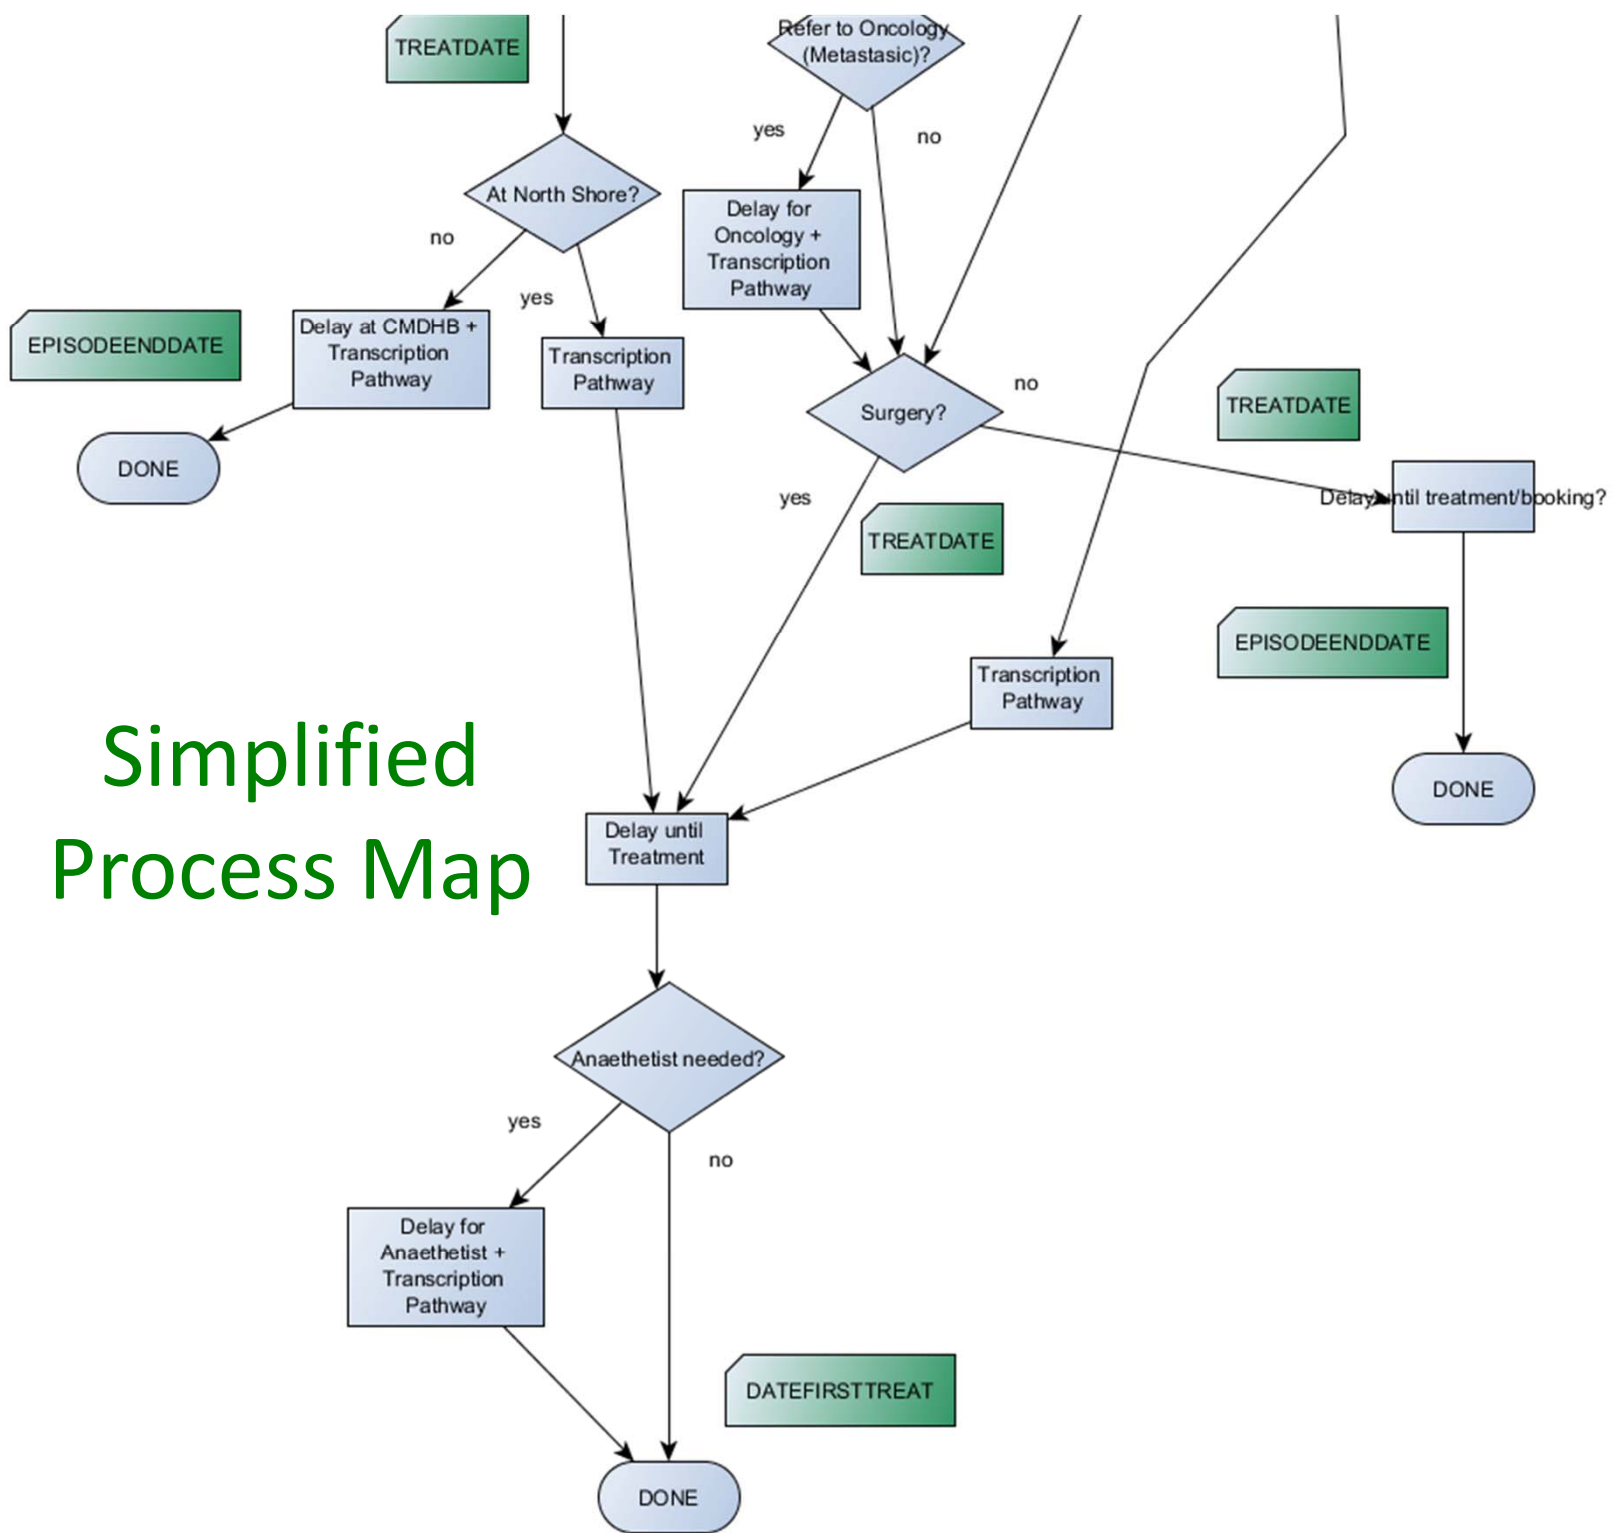 TREATDATE
Refer to Oncology
(Metastasic)?
yes
no
At North Shore?
no
yes
Delay for
Oncology +
Transcription
Pathway
EPISODEENDDATE
Delay at CMDHB +
Transcription
Pathway
Transcription
Pathway
Surgery?
no
yes
TREATDATE
DONE
TREATDATE
Delay until treatment/booking?
EPISODEENDDATE
Transcription
Pathway
DONE
Simplified
Process Map
Delay until
Treatment
Anaethetist needed?
yes
no
Delay for
Anaethetist +
Transcription
Pathway
DATEFIRSTTREAT
DONE